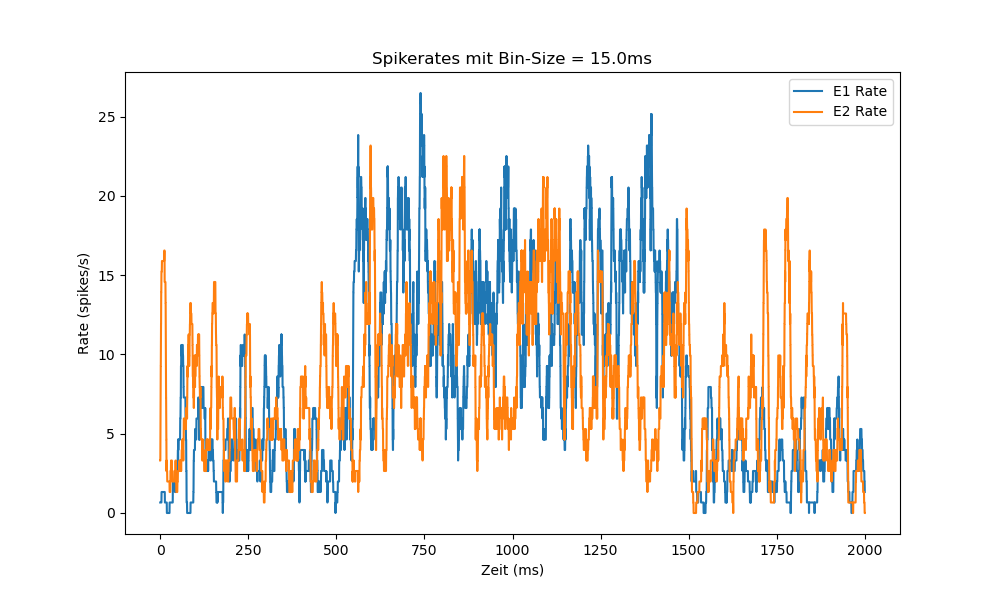 Spikerates mit Bin-Size = 15.0ms
E1 Rate
E2 Rate
Rate (spikes/s)
25
20
15
10
5
0
0 250 500 750 1000 1250 1500 1750 2000
Zeit (ms)